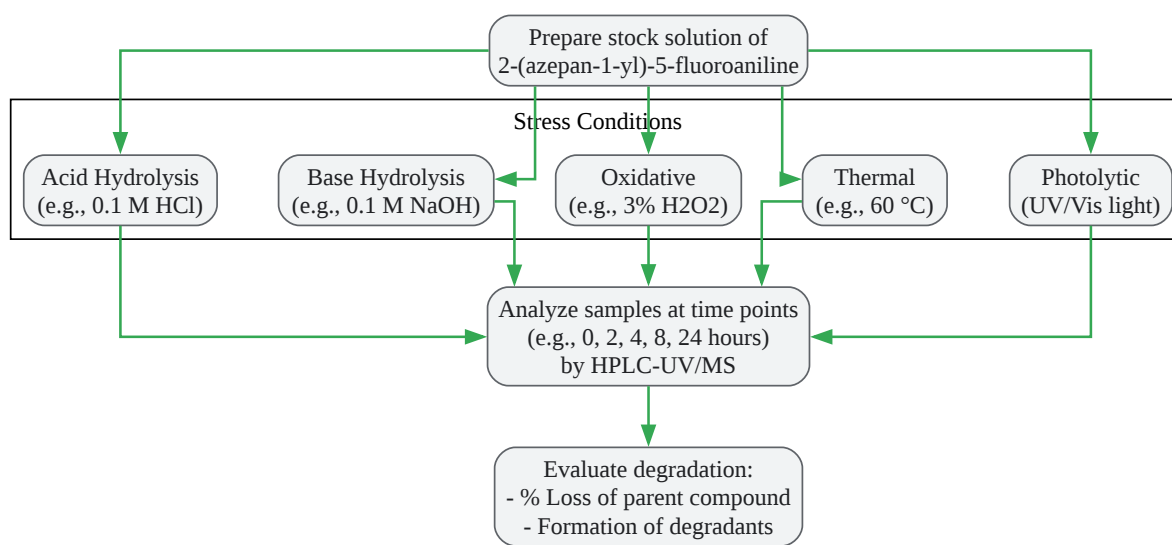 Prepare stock solution of
2-(azepan-1-yl)-5-fluoroaniline
Stress Conditions
Acid Hydrolysis
(e.g., 0.1 M HCl)
Base Hydrolysis
(e.g., 0.1 M NaOH)
Oxidative
(e.g., 3% H2O2)
Thermal
(e.g., 60 °C)
Photolytic
(UV/Vis light)
Analyze samples at time points
(e.g., 0, 2, 4, 8, 24 hours)
by HPLC-UV/MS
Evaluate degradation:
- % Loss of parent compound
- Formation of degradants